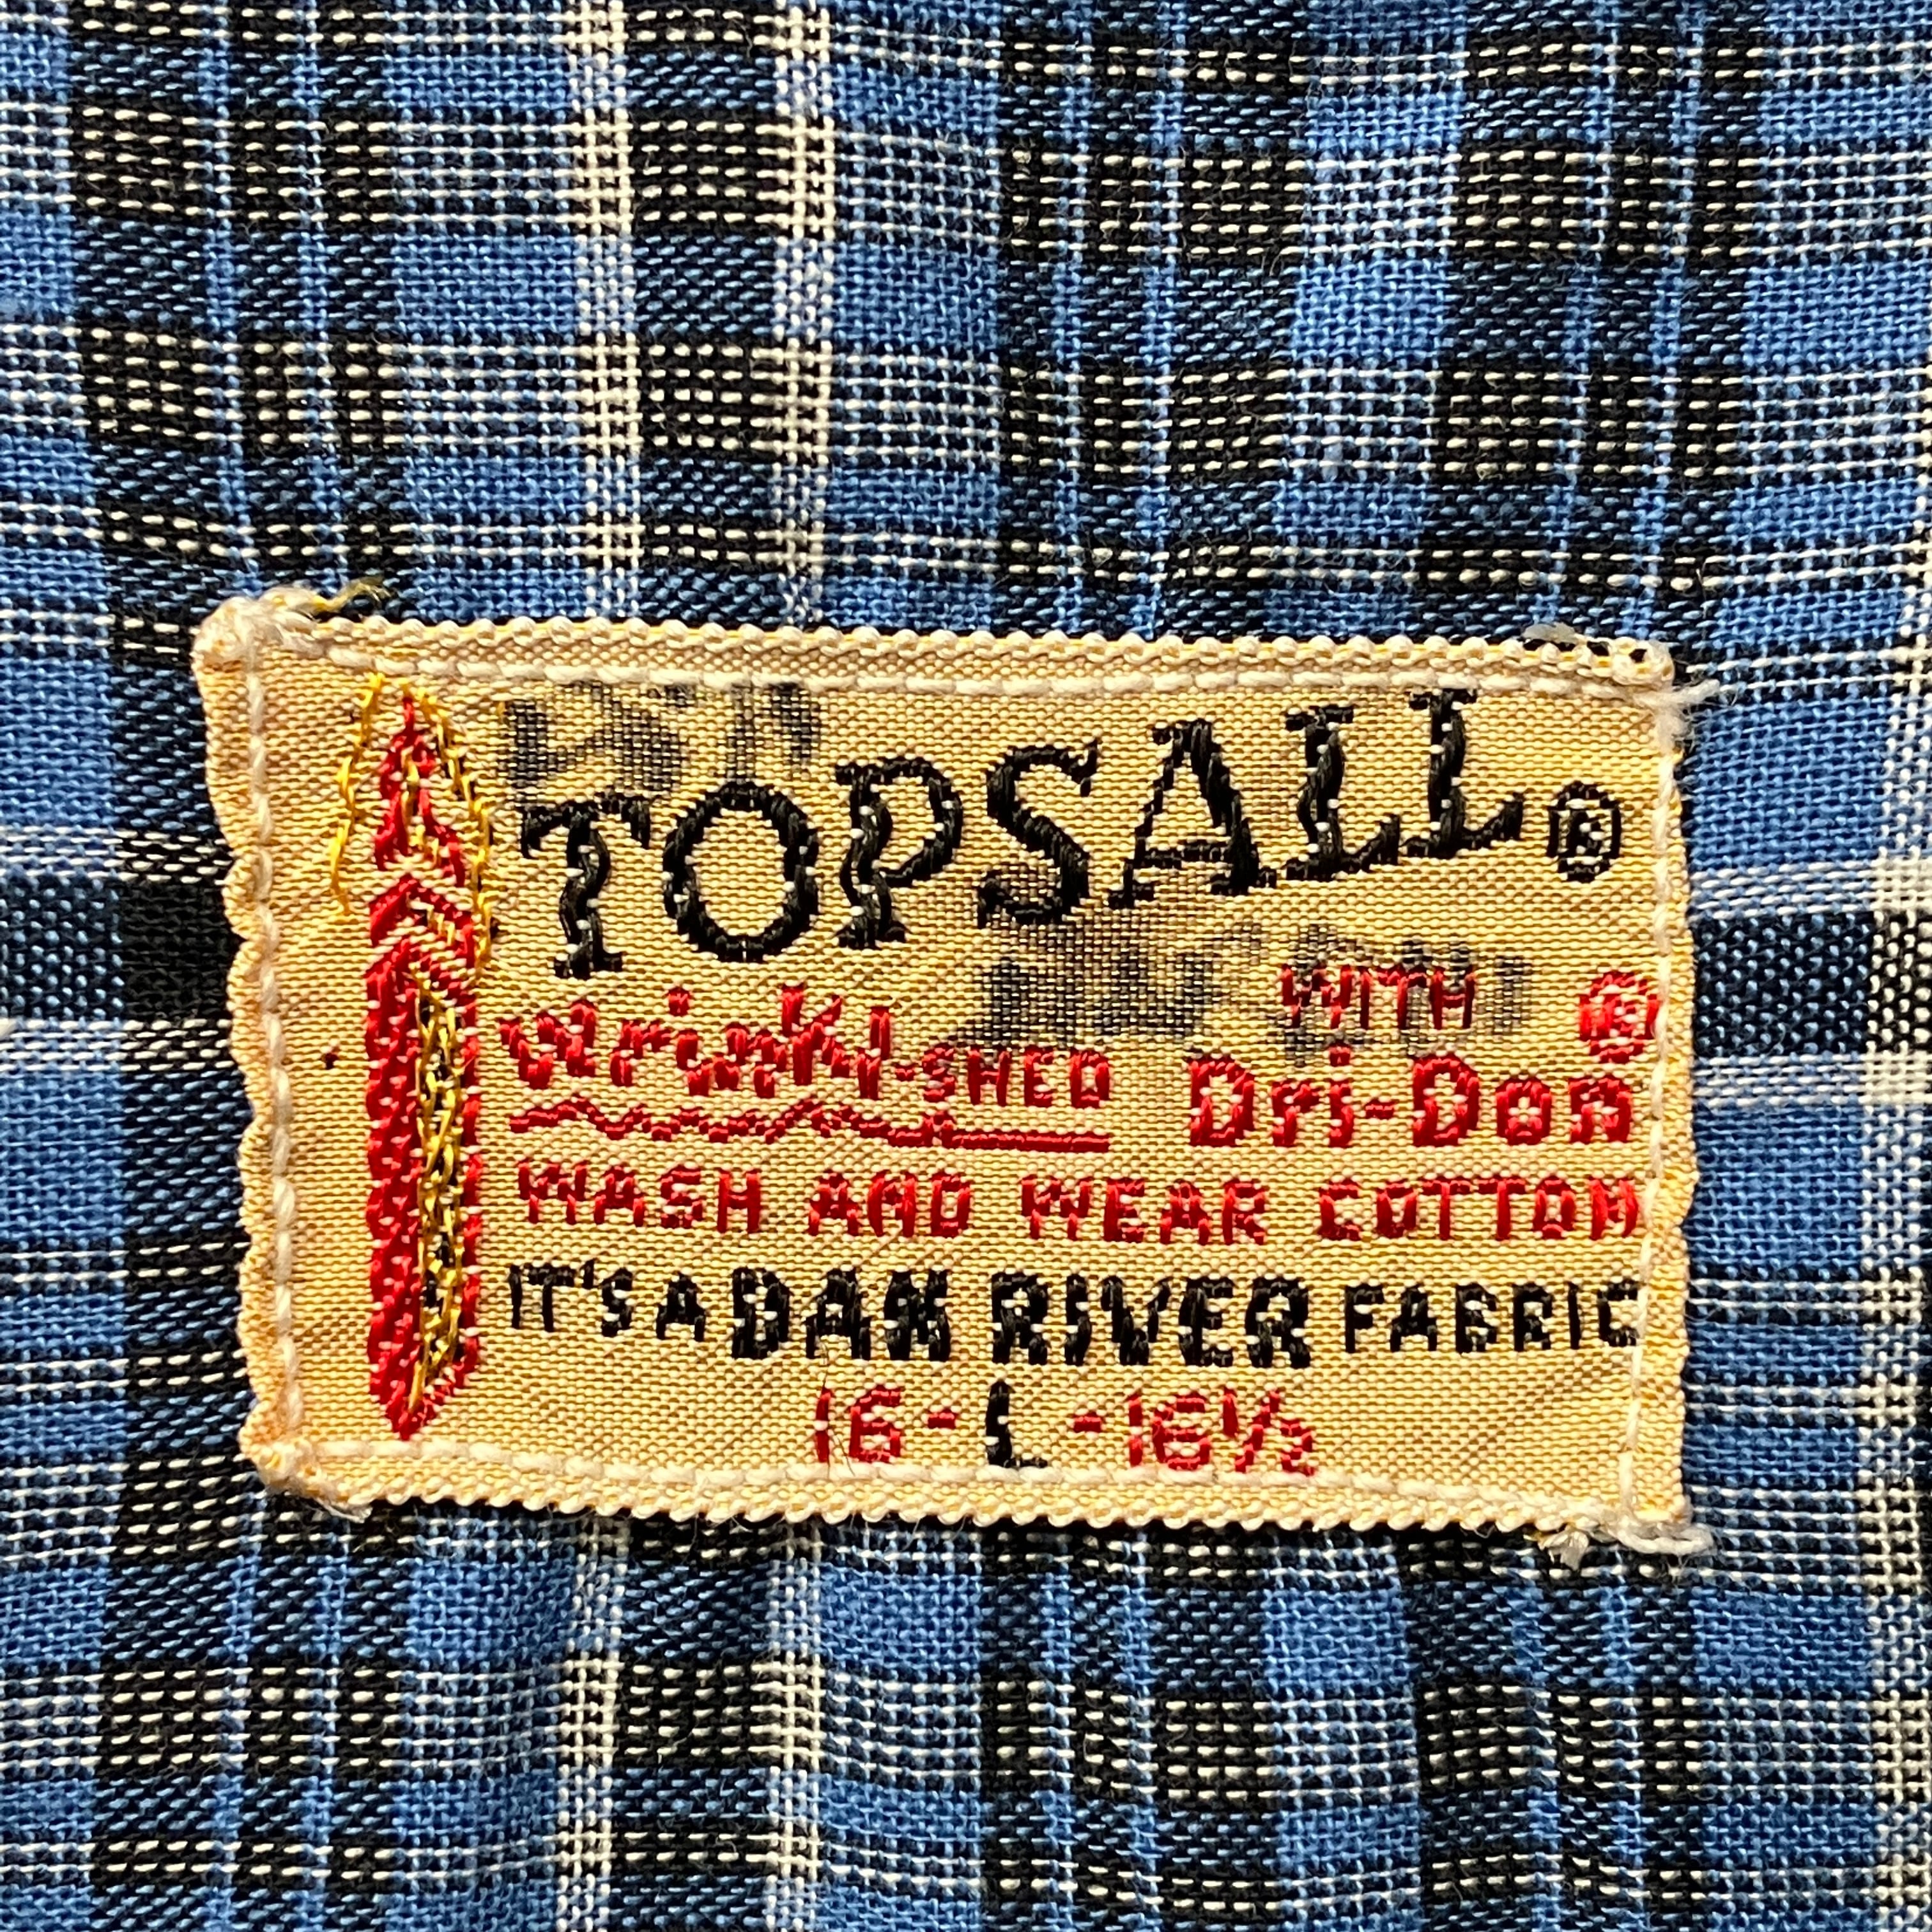 TOPSALL®
Wrinkl-SHED WITH Dri-Don®
WASH AND WEAR COTTON
IT'S A DAN RIVER FABRIC
16-L-16½